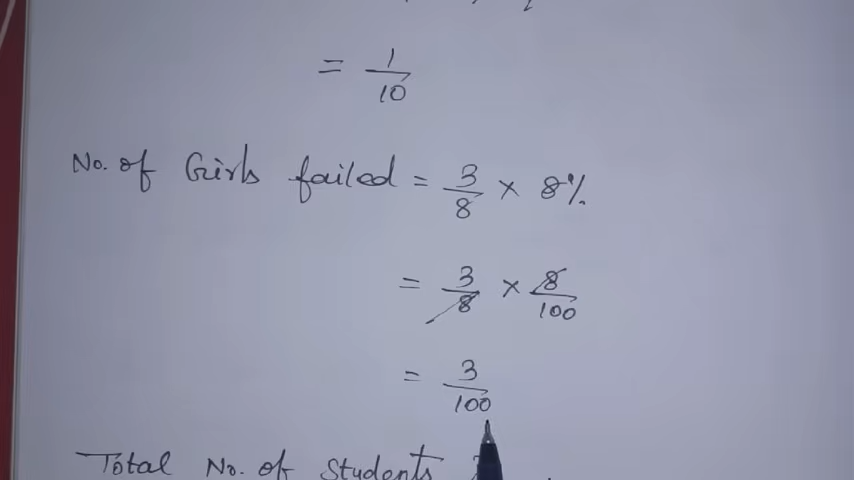 = 1/10
No. of Girls failed = 3/8 × 8%
= 3/8 × 8/100
= 3/100
Total No. of Students